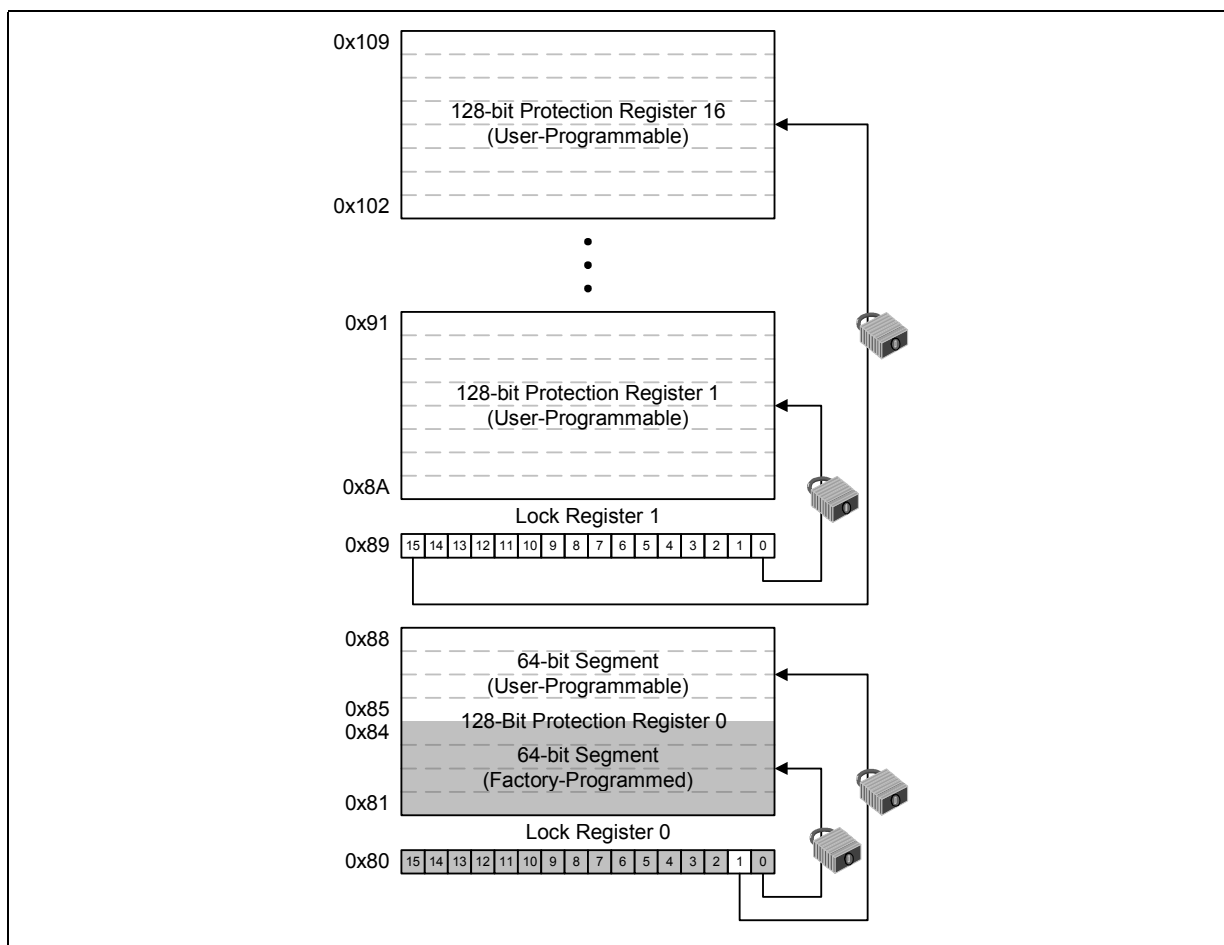 0x109
128-bit Protection Register 16
(User-Programmable)
0x102
0x91
128-bit Protection Register 1
(User-Programmable)
0x8A
Lock Register 1
0x89 15 14 13 12 11 10 9 8 7 6 5 4 3 2 1 0
0x88
64-bit Segment
(User-Programmable)
0x85
128-Bit Protection Register 0
0x84
64-bit Segment
(Factory-Programmed)
0x81
Lock Register 0
0x80 15 14 13 12 11 10 9 8 7 6 5 4 3 2 1 0